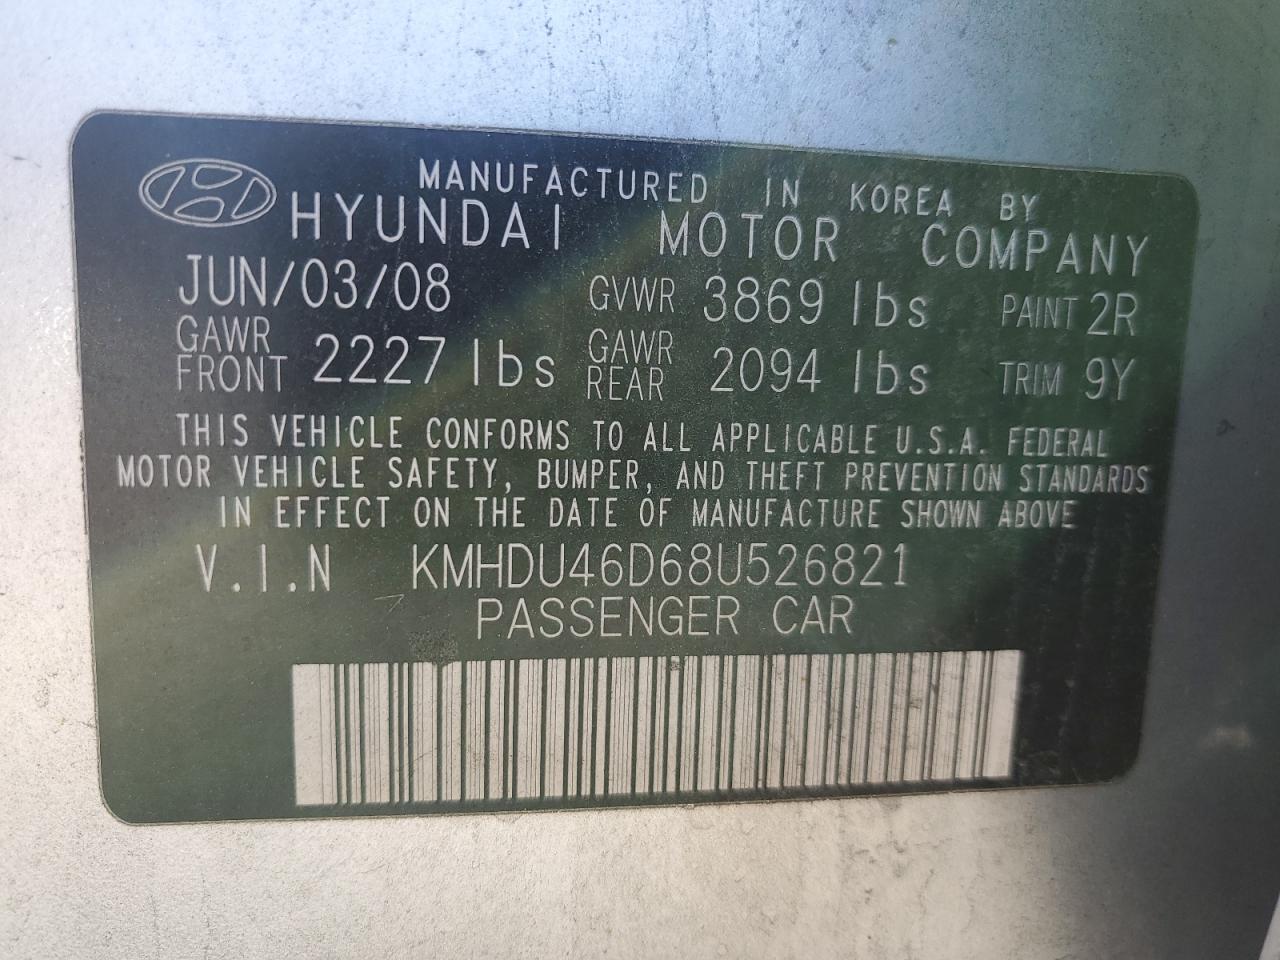 MANUFACTURED IN KOREA BY
HYUNDAI MOTOR COMPANY
JUN/03/08 GVWR 3869 lbs PAINT 2R
GAWR FRONT 2227 lbs GAWR REAR 2094 lbs TRIM 9Y
THIS VEHICLE CONFORMS TO ALL APPLICABLE U.S.A. FEDERAL
MOTOR VEHICLE SAFETY, BUMPER, AND THEFT PREVENTION STANDARDS
IN EFFECT ON THE DATE OF MANUFACTURE SHOWN ABOVE
V.I.N KMHDU46D68U526821
PASSENGER CAR